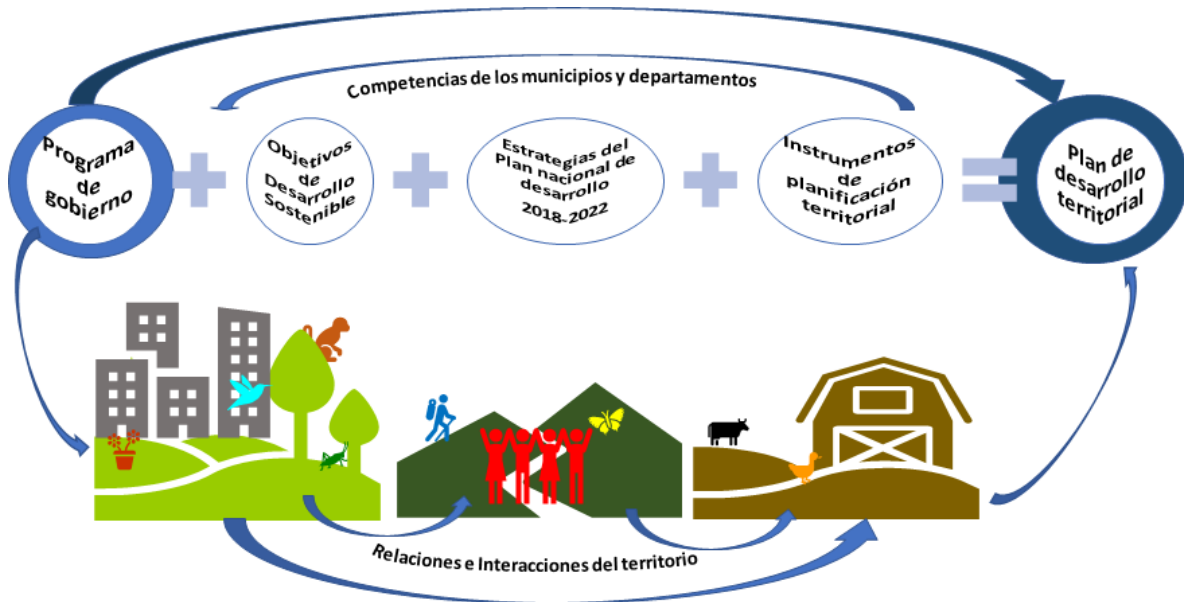 Competencias de los municipios y departamentos
Programa
de
gobierno
Objetivos
de
Desarrollo
Sostenible
Estrategias del
Plan nacional de
desarrollo
2018-2022
Instrumentos
de
planificación
territorial
Plan de
desarrollo
territorial
Relaciones e Interacciones del territorio